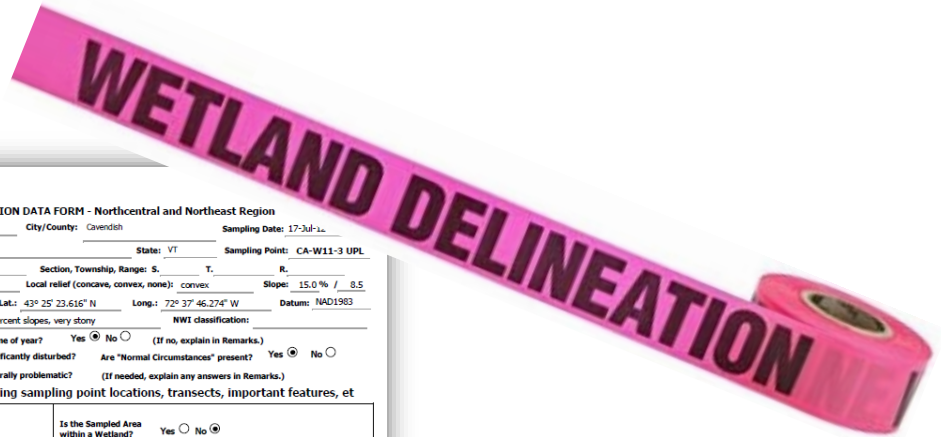 WETLAND DELINEATION
ION DATA FORM - Northcentral and Northeast Region
City/County: Cavendish Sampling Date: 17-Jul-12
State: VT Sampling Point: CA-W11-3 UPL
Section, Township, Range: S. T. R.
Local relief (concave, convex, none): convex Slope: 15.0 % / 8.5
Lat.: 43° 25' 23.616" N Long.: 72° 37' 46.274" W Datum: NAD1983
rcent slopes, very stony NWI classification:
ne of year? Yes No (If no, explain in Remarks.)
ficantly disturbed? Are "Normal Circumstances" present? Yes No
rally problematic? (If needed, explain any answers in Remarks.)
ing sampling point locations, transects, important features, et
Is the Sampled Area
within a Wetland? Yes No